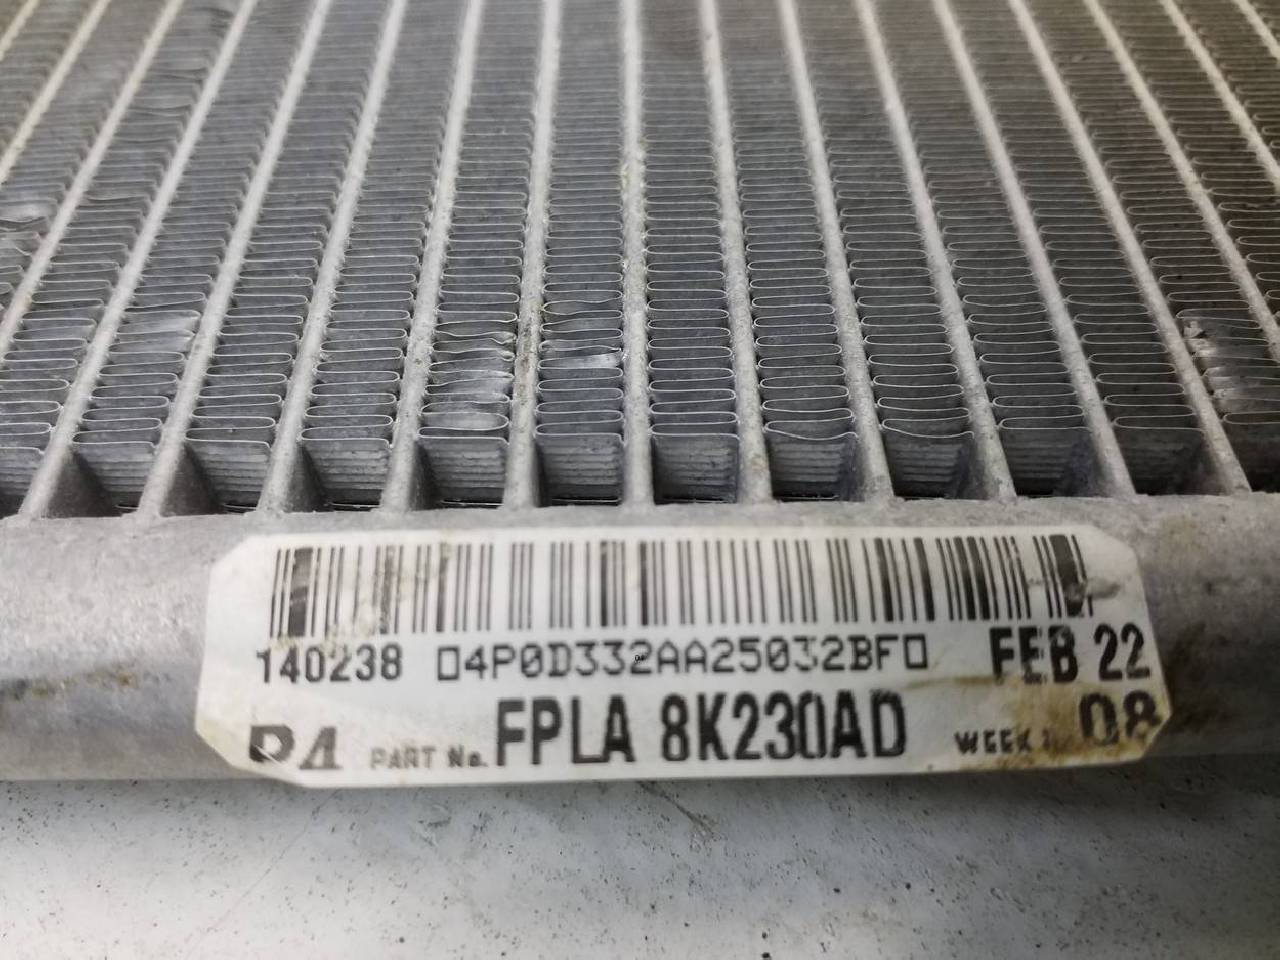 140238 04P0D332AA25032BF0 FEB 22
PART No. FPLA 8K230AD WEEK 08